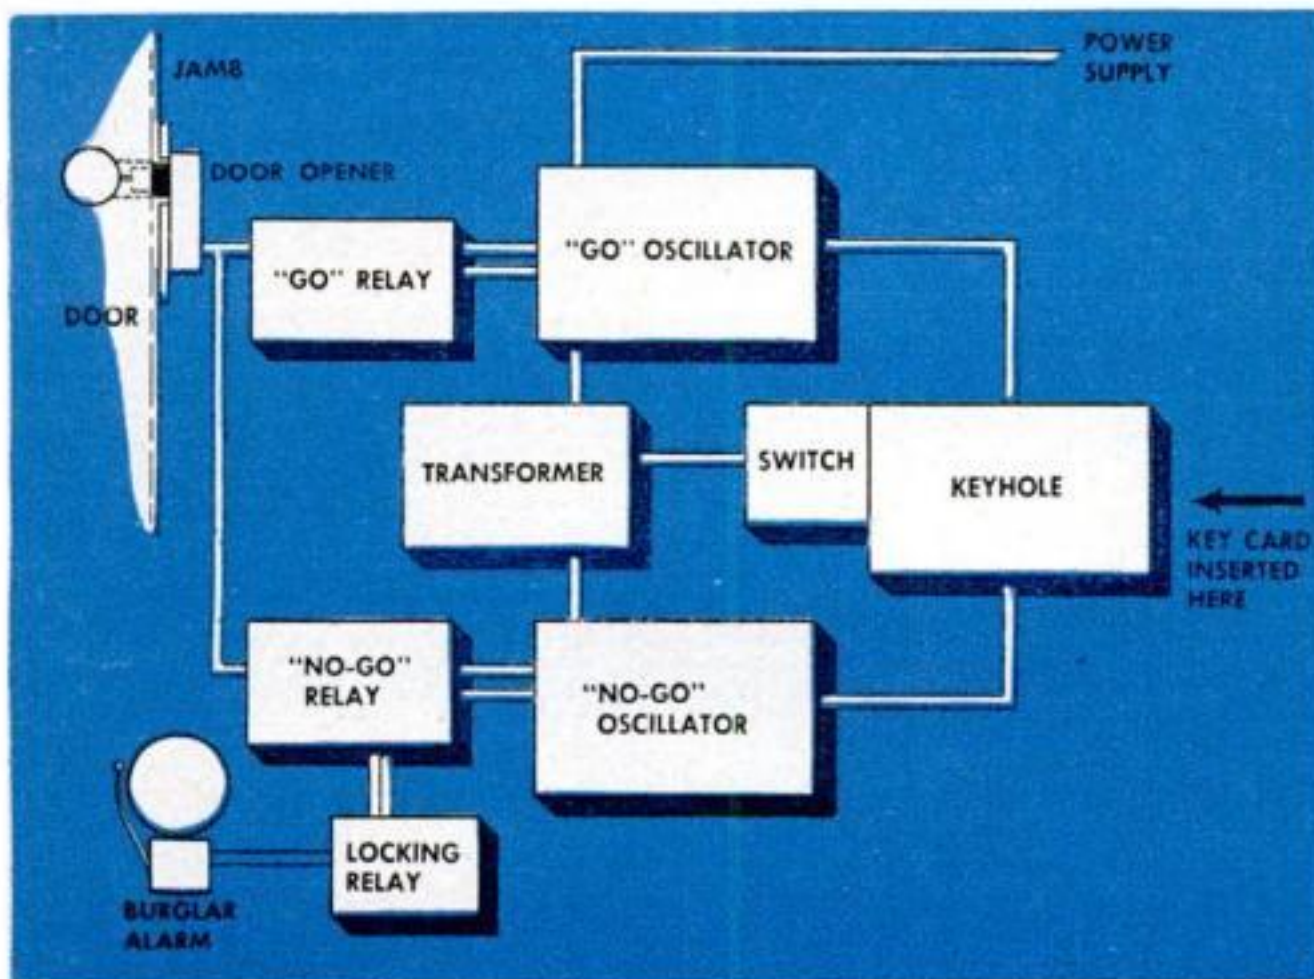 POWER
SUPPLY
JAMB
DOOR OPENER
"GO" OSCILLATOR
"GO" RELAY
DOOR
TRANSFORMER
SWITCH
KEYHOLE
KEY CARD
INSERTED
HERE
"NO-GO"
RELAY
"NO-GO"
OSCILLATOR
LOCKING
RELAY
BURGLAR
ALARM